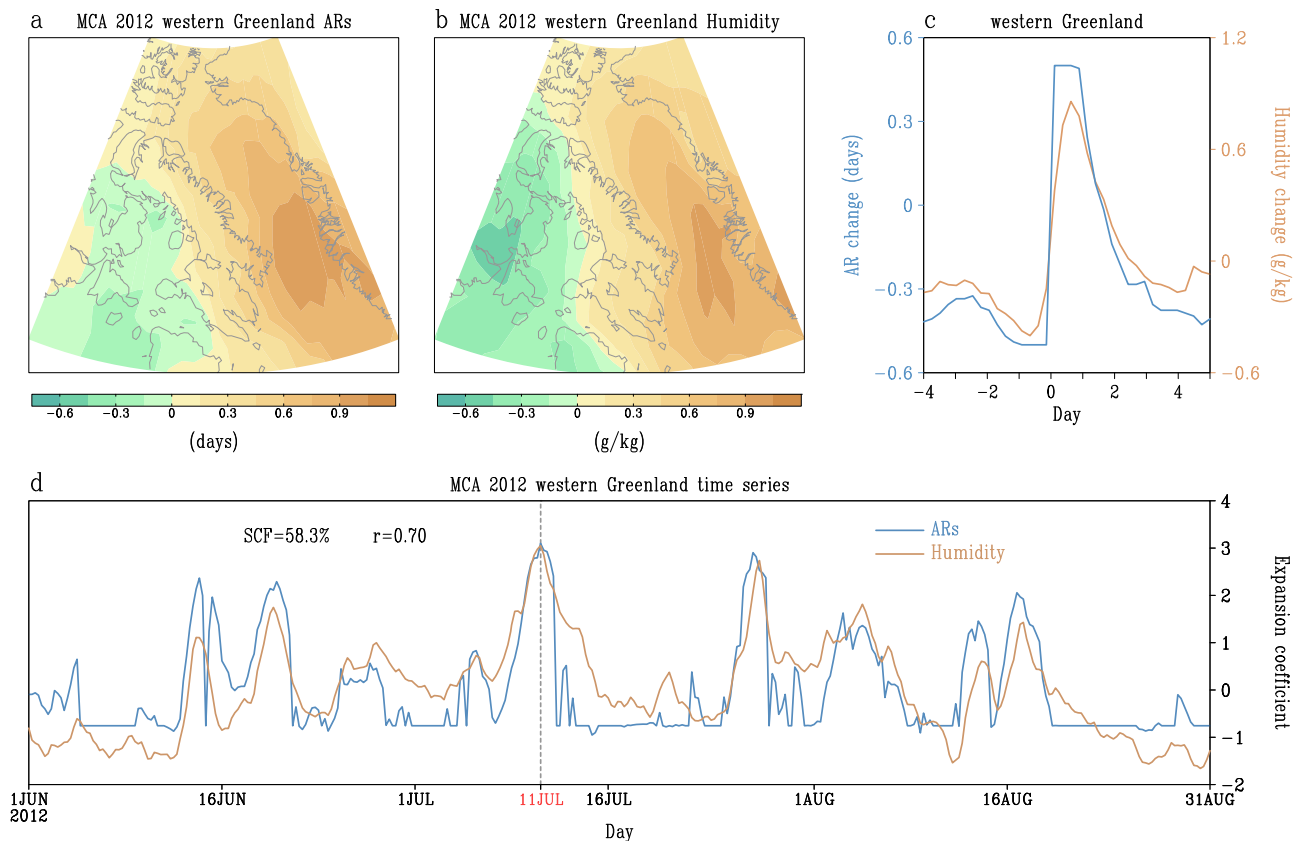 a MCA 2012 western Greenland ARs
−0.6 −0.3 0 0.3 0.6 0.9
(days)
b MCA 2012 western Greenland Humidity
−0.6 −0.3 0 0.3 0.6 0.9
(g/kg)
c western Greenland
0.6
0.3
0
−0.3
−0.6
AR change (days)
1.2
0.6
0
−0.6
Humidity change (g/kg)
−4 −2 0 2 4
Day
d MCA 2012 western Greenland time series
SCF=58.3% r=0.70
ARs
Humidity
4
3
2
1
0
−1
−2
Expansion coefficient
1JUN 16JUN 1JUL 11JUL 16JUL 1AUG 16AUG 31AUG
2012
Day